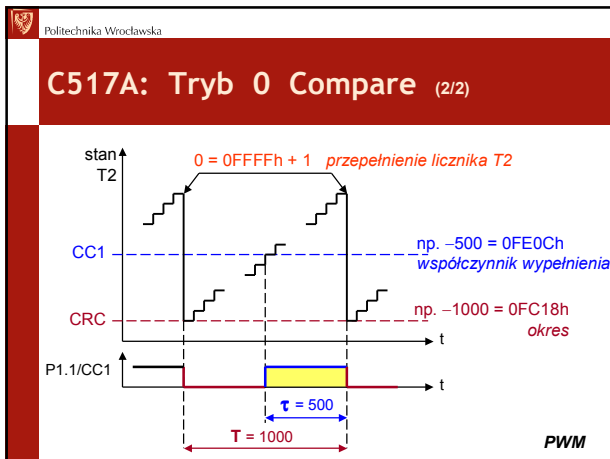 Politechnika Wrocławska
C517A: Tryb 0 Compare (2/2)
stan
T2
0 = 0FFFFh + 1 przepełnienie licznika T2
CC1
np. –500 = 0FE0Ch
współczynnik wypełnienia
CRC
np. –1000 = 0FC18h
okres
t
P1.1/CC1
t
τ = 500
T = 1000
PWM